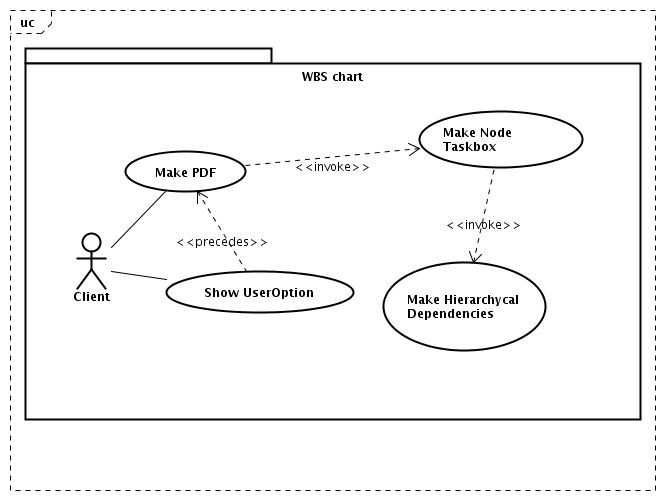 uc
WBS chart
Make Node
Taskbox
Make PDF
<<invoke>>
<<invoke>>
<<precedes>>
Client
Show UserOption
Make Hierarchycal
Dependencies